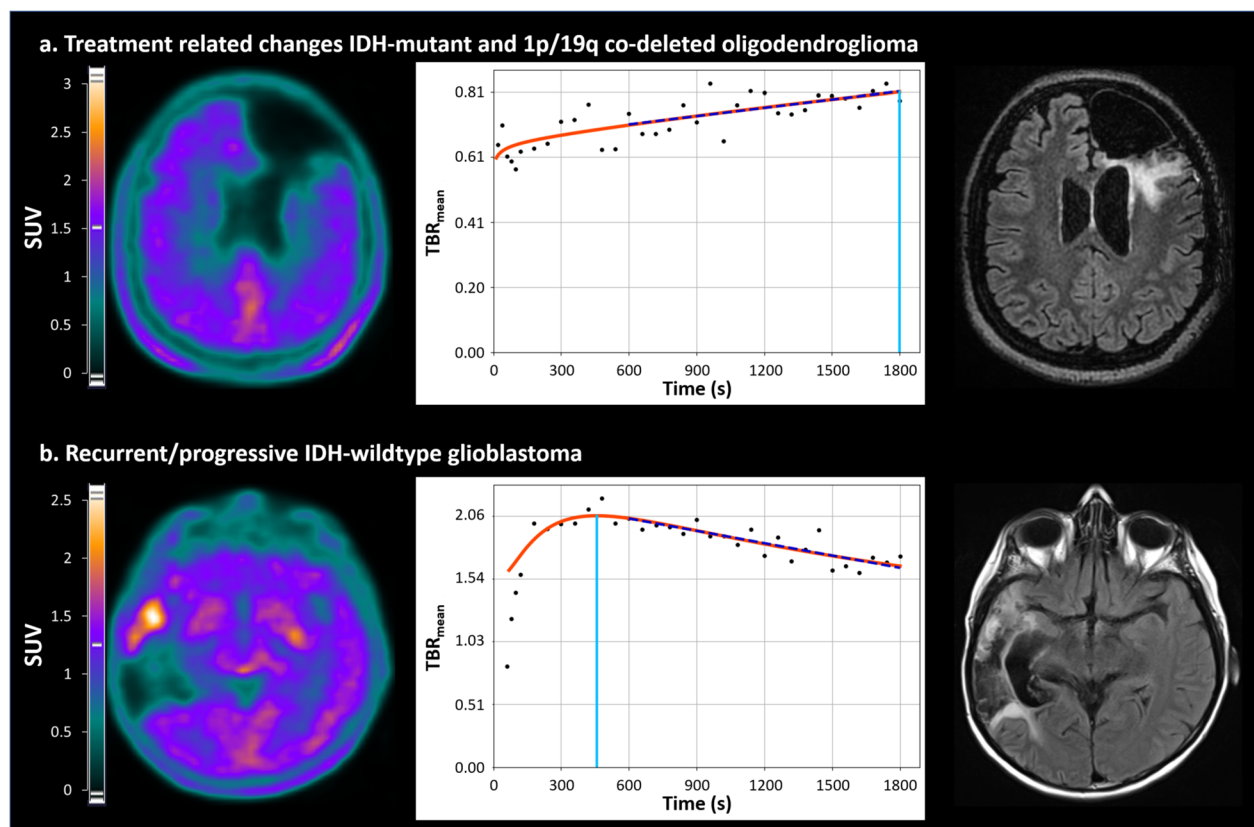 a. Treatment related changes IDH-mutant and 1p/19q co-deleted oligodendroglioma
SUV
3
2.5
2
1.5
1
0.5
0
TBRmean
0.81
0.61
0.41
0.20
0.00
0 300 600 900 1200 1500 1800
Time (s)
b. Recurrent/progressive IDH-wildtype glioblastoma
SUV
2.5
2
1.5
1
0.5
0
TBRmean
2.06
1.54
1.03
0.51
0.00
0 300 600 900 1200 1500 1800
Time (s)